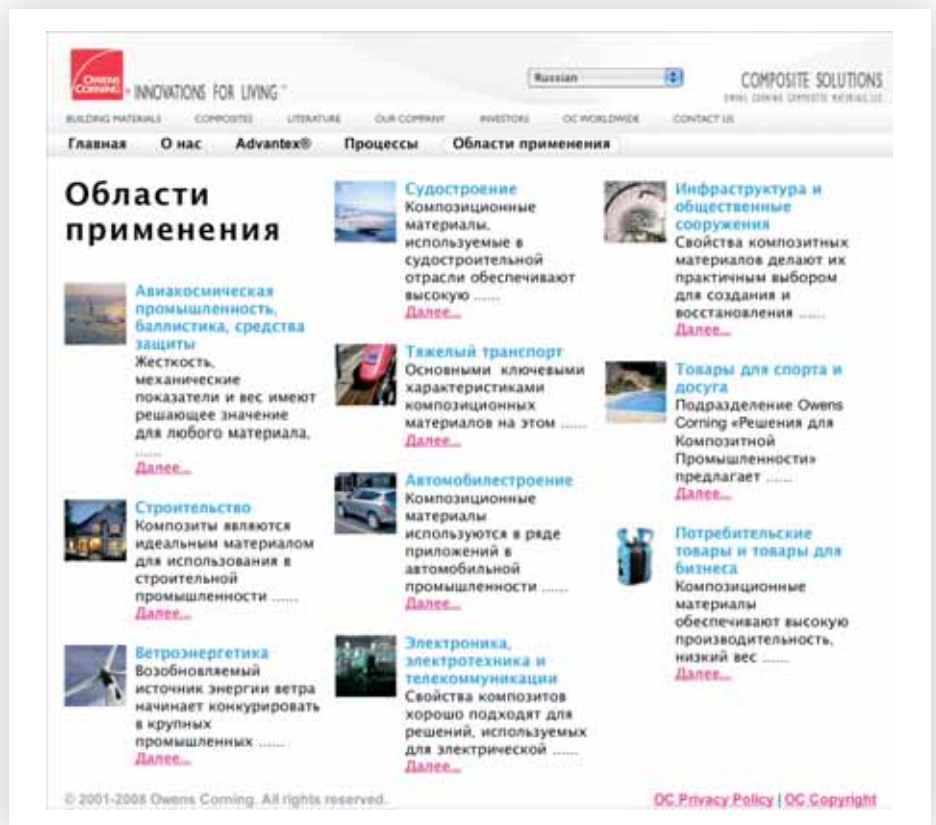 OWENS
CORNING
INNOVATIONS FOR LIVING™
Russian
COMPOSITE SOLUTIONS
OWENS CORNING COMPOSITE MATERIALS, LLC
BUILDING MATERIALS COMPOSITES LITERATURE OUR COMPANY INVESTORS OC WORLDWIDE CONTACT US
Главная О нас Advantex® Процессы Области применения
Области
применения
Авиакосмическая
промышленность,
баллистика, средства
защиты
Жесткость,
механические
показатели и вес имеют
решающее значение
для любого материала,
......
Далее...
Строительство
Композиты являются
идеальным материалом
для использования в
строительной
промышленности ......
Далее...
Ветроэнергетика
Возобновляемый
источник энергии ветра
начинает конкурировать
в крупных
промышленных ......
Далее...
Судостроение
Композиционные
материалы,
используемые в
судостроительной
отрасли обеспечивают
высокую ......
Далее...
Тяжелый транспорт
Основными ключевыми
характеристиками
композиционных
материалов на этом ......
Далее...
Автомобилестроение
Композиционные
материалы
используются в ряде
приложений в
автомобильной
промышленности ......
Далее...
Электроника,
электротехника и
телекоммуникации
Свойства композитов
хорошо подходят для
решений, используемых
для электрической ......
Далее...
Инфраструктура и
общественные
сооружения
Свойства композитных
материалов делают их
практичным выбором
для создания и
восстановления ......
Далее...
Товары для спорта и
досуга
Подразделение Owens
Corning «Решения для
Композитной
Промышленности»
предлагает ......
Далее...
Потребительские
товары и товары для
бизнеса
Композиционные
материалы
обеспечивают высокую
производительность,
низкий вес ......
Далее...
© 2001-2008 Owens Corning. All rights reserved.
OC Privacy Policy | OC Copyright